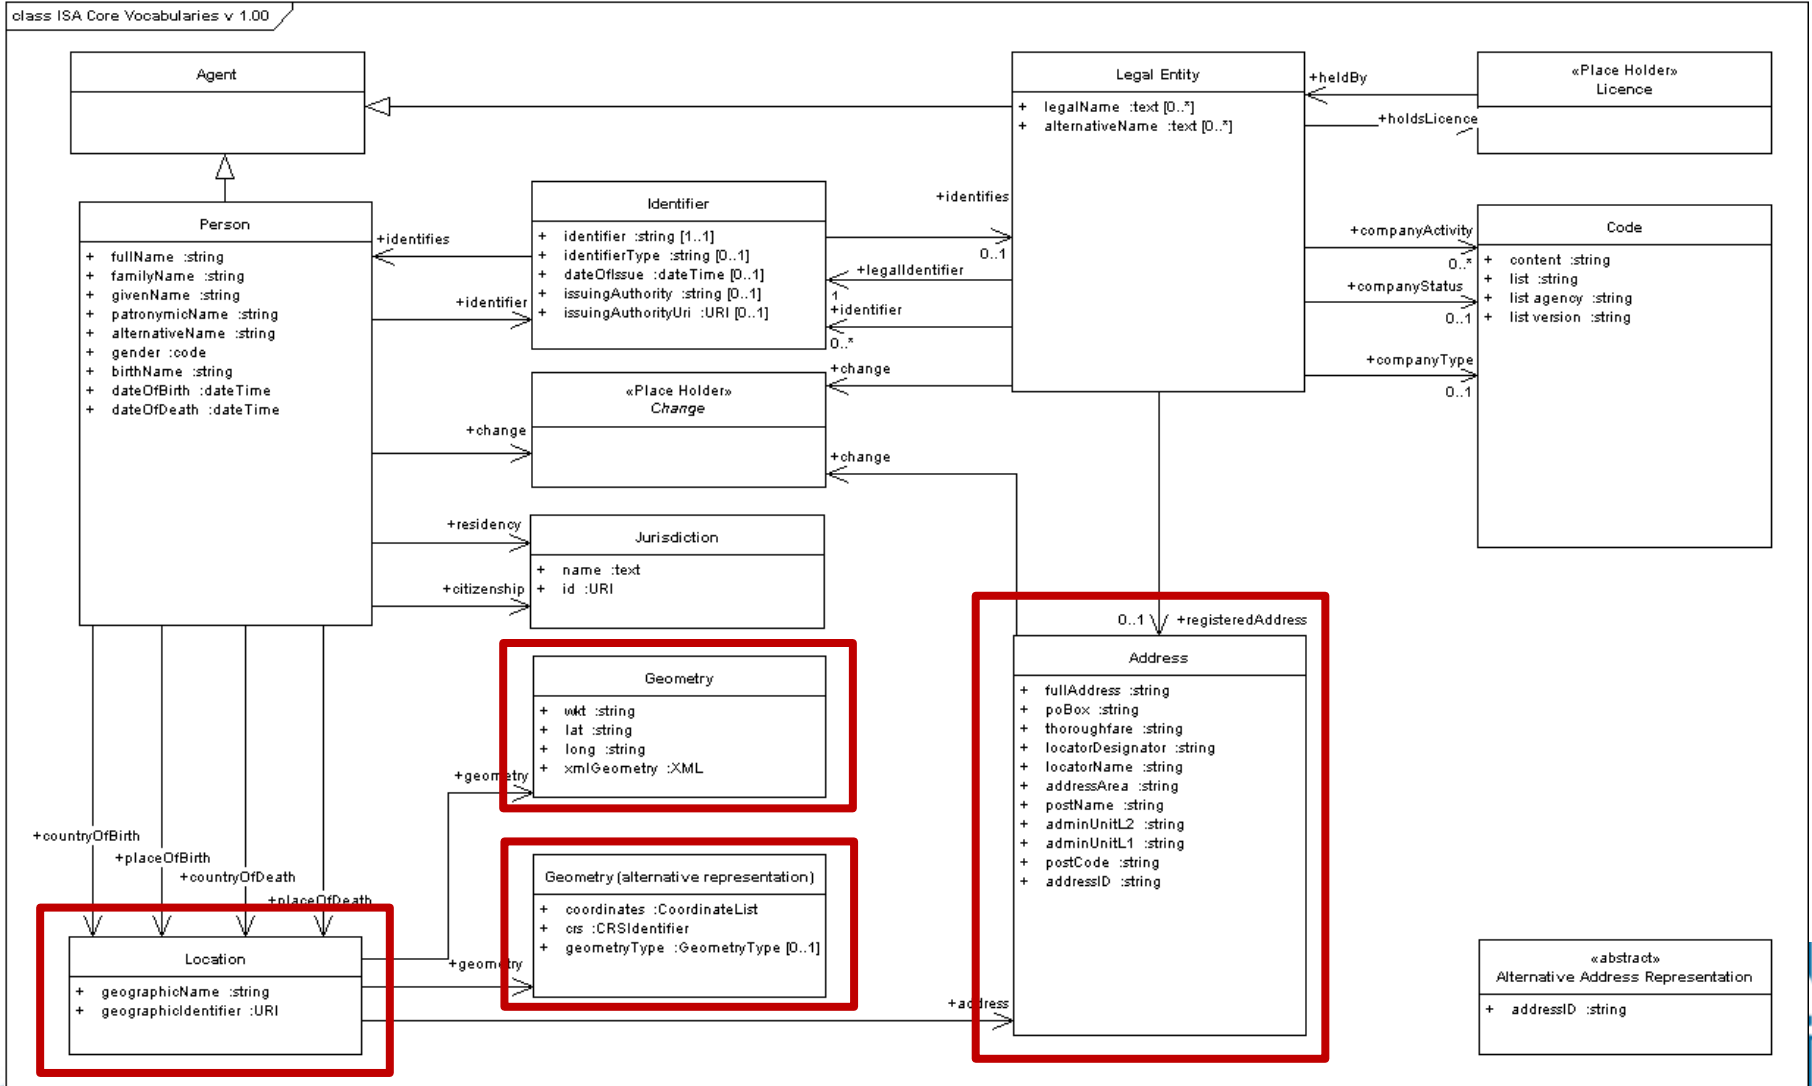 class ISA Core Vocabularies v 1.00
Agent
Legal Entity
+ legalName :text [0..*]
+ alternativeName :text [0..*]
+heldBy
+holdsLicence
«Place Holder»
Licence
Person
+ fullName :string
+ familyName :string
+ givenName :string
+ patronymicName :string
+ alternativeName :string
+ gender :code
+ birthName :string
+ dateOfBirth :dateTime
+ dateOfDeath :dateTime
+identifies
+identifier
Identifier
+ identifier :string [1..1]
+ identifierType :string [0..1]
+ dateOfIssue :dateTime [0..1]
+ issuingAuthority :string [0..1]
+ issuingAuthorityUri :URI [0..1]
+identifies
0..1
+legalIdentifier
1
+identifier
0..*
+change
+companyActivity
0..*
+companyStatus
0..1
+companyType
0..1
Code
+ content :string
+ list :string
+ list agency :string
+ list version :string
«Place Holder»
Change
+change
+change
+residency
+citizenship
Jurisdiction
+ name :text
+ id :URI
0..1
+registeredAddress
Geometry
+ wkt :string
+ lat :string
+ long :string
+ xmlGeometry :XML
+geometry
Address
+ fullAddress :string
+ poBox :string
+ thoroughfare :string
+ locatorDesignator :string
+ locatorName :string
+ addressArea :string
+ postName :string
+ adminUnitL2 :string
+ adminUnitL1 :string
+ postCode :string
+ addressID :string
+countryOfBirth
+placeOfBirth
+countryOfDeath
+placeOfDeath
Geometry (alternative representation)
+ coordinates :CoordinateList
+ crs :CRSIdentifier
+ geometryType :GeometryType [0..1]
+geometry
+address
Location
+ geographicName :string
+ geographicIdentifier :URI
«abstract»
Alternative Address Representation
+ addressID :string